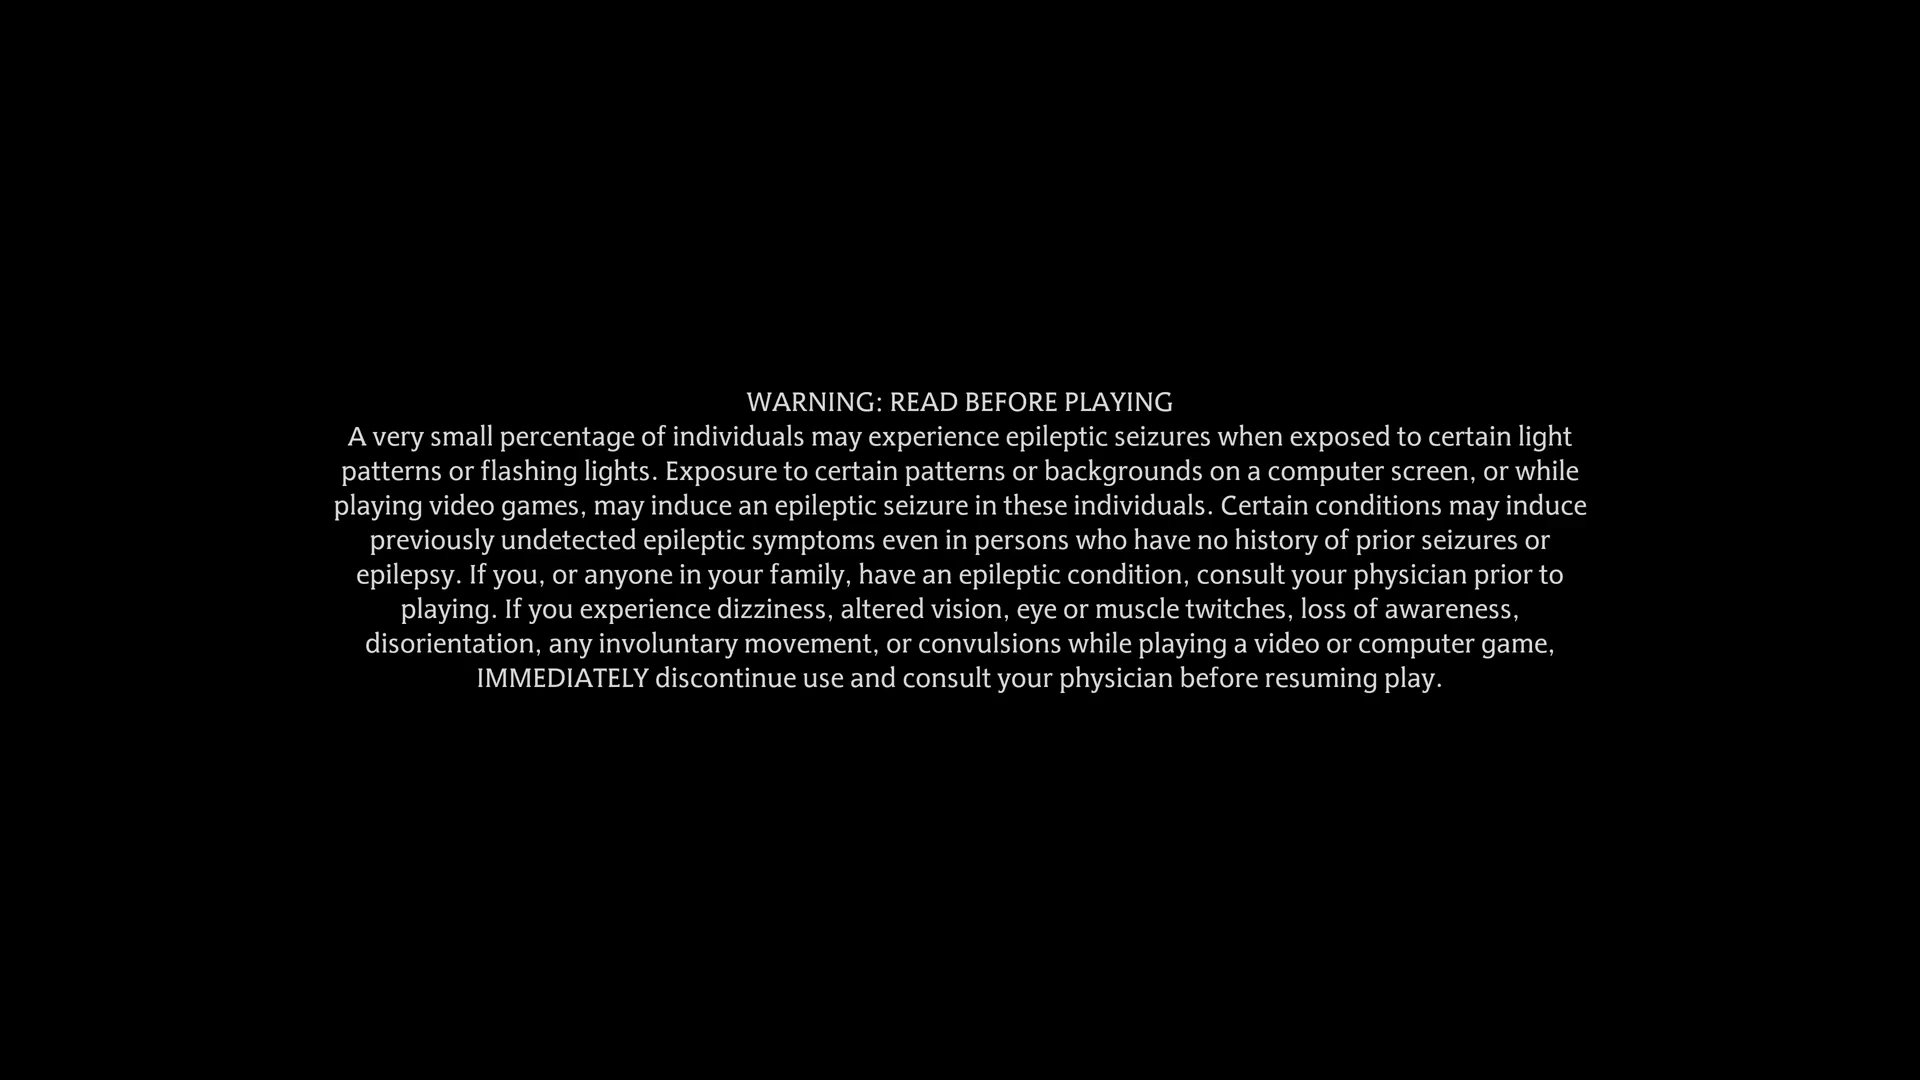 WARNING: READ BEFORE PLAYING
A very small percentage of individuals may experience epileptic seizures when exposed to certain light
patterns or flashing lights. Exposure to certain patterns or backgrounds on a computer screen, or while
playing video games, may induce an epileptic seizure in these individuals. Certain conditions may induce
previously undetected epileptic symptoms even in persons who have no history of prior seizures or
epilepsy. If you, or anyone in your family, have an epileptic condition, consult your physician prior to
playing. If you experience dizziness, altered vision, eye or muscle twitches, loss of awareness,
disorientation, any involuntary movement, or convulsions while playing a video or computer game,
IMMEDIATELY discontinue use and consult your physician before resuming play.